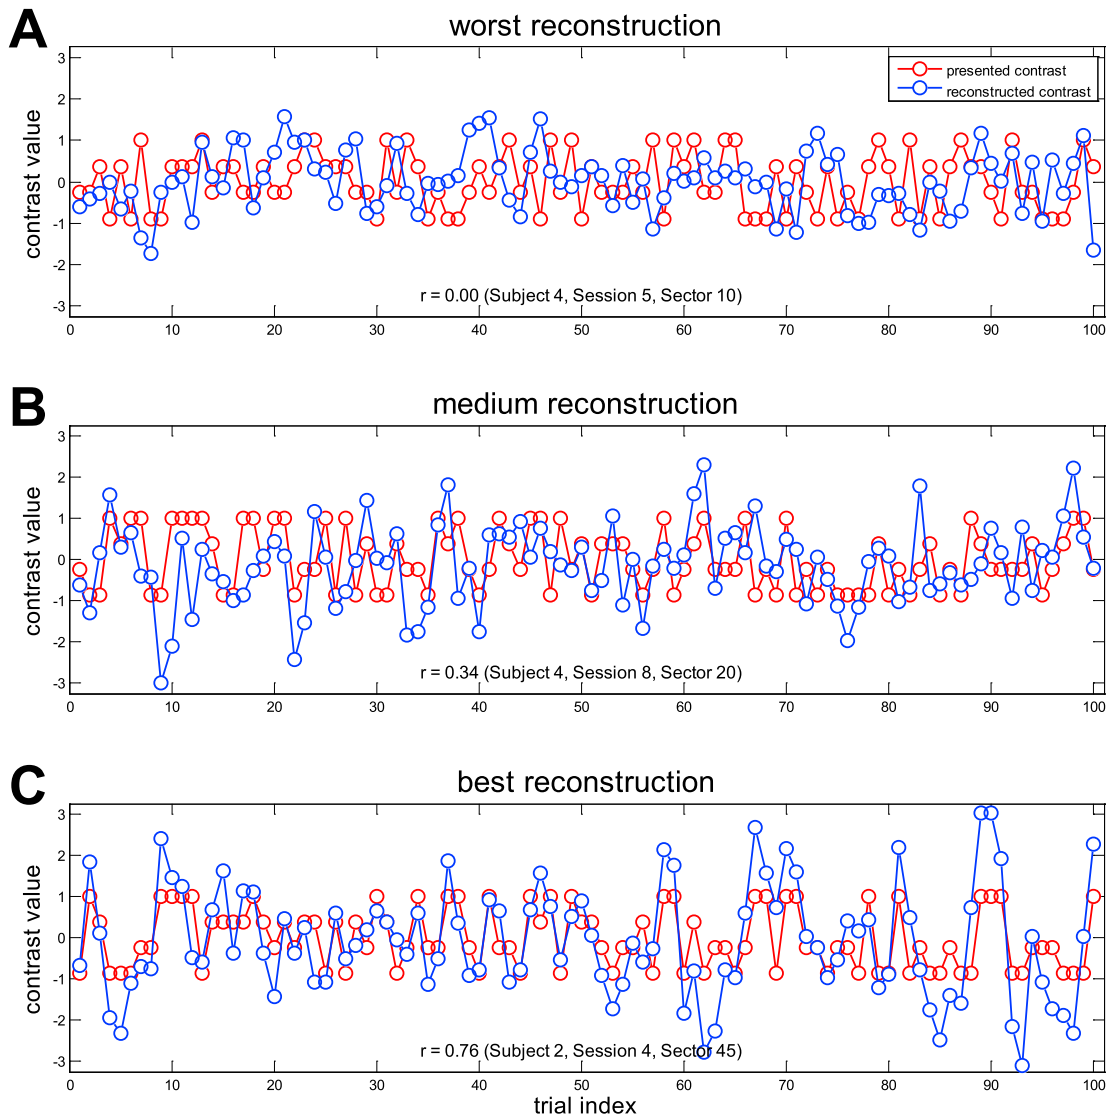 A
worst reconstruction
contrast value
3
2
1
0
-1
-2
-3
presented contrast
reconstructed contrast
r = 0.00 (Subject 4, Session 5, Sector 10)
0 10 20 30 40 50 60 70 80 90 100
B
medium reconstruction
contrast value
3
2
1
0
-1
-2
-3
r = 0.34 (Subject 4, Session 8, Sector 20)
0 10 20 30 40 50 60 70 80 90 100
C
best reconstruction
contrast value
3
2
1
0
-1
-2
-3
r = 0.76 (Subject 2, Session 4, Sector 45)
0 10 20 30 40 50 60 70 80 90 100
trial index